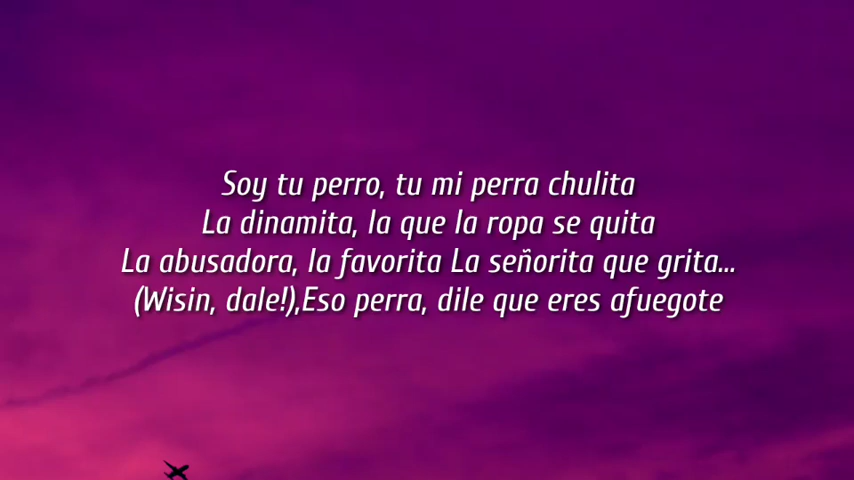 Soy tu perro, tu mi perra chulita
La dinamita, la que la ropa se quita
La abusadora, la favorita La señorita que grita...
(Wisin, dale!),Eso perra, dile que eres afuegote